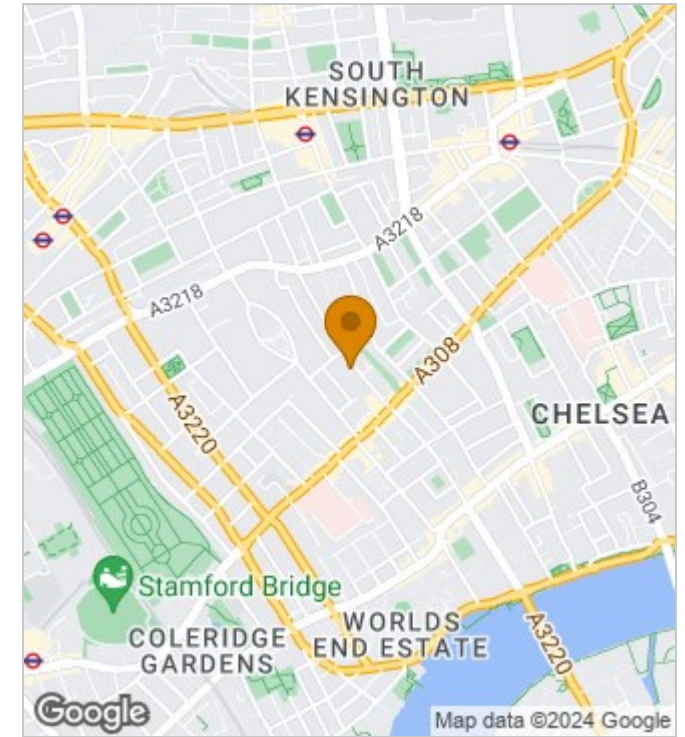 SOUTH
KENSINGTON
A3218
A3218
A308
A3220
CHELSEA
B304
Stamford Bridge
COLERIDGE
GARDENS
WORLDS
END ESTATE
A3220
Google
Map data ©2024 Google